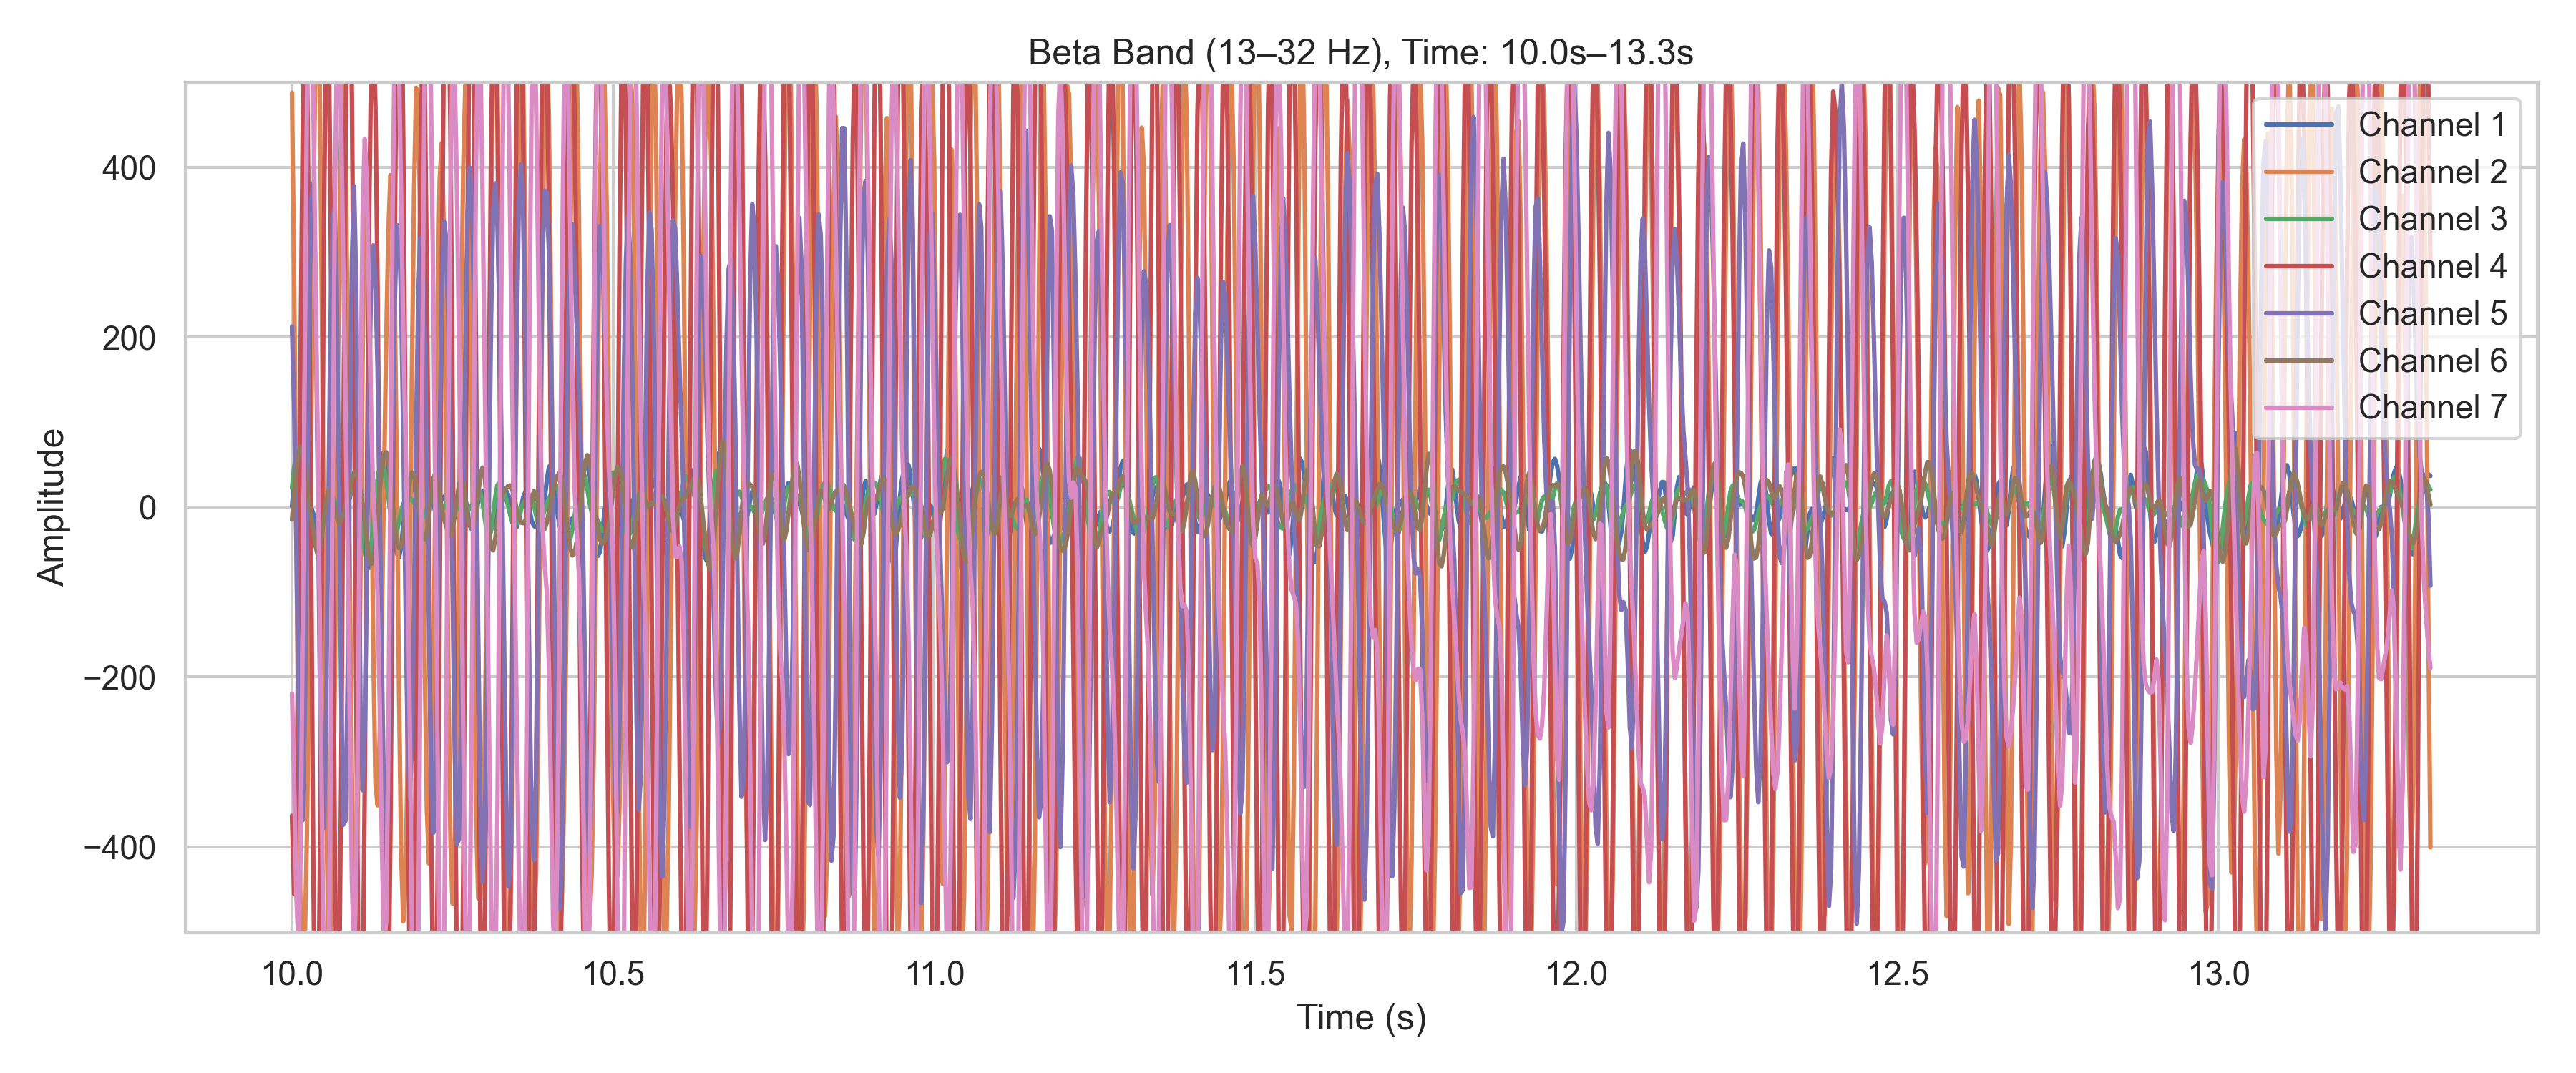 Beta Band (13–32 Hz), Time: 10.0s–13.3s
Amplitude
400
200
0
−200
−400
10.0 10.5 11.0 11.5 12.0 12.5 13.0
Time (s)
Channel 1
Channel 2
Channel 3
Channel 4
Channel 5
Channel 6
Channel 7